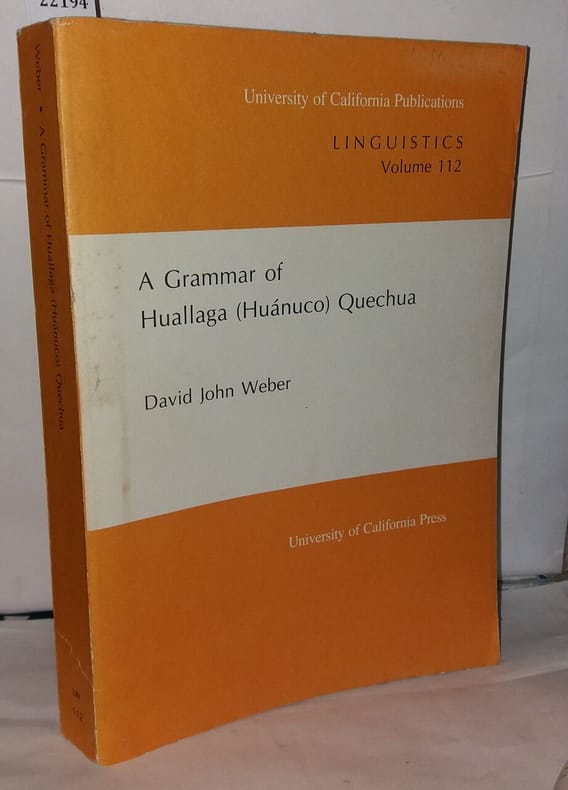 22194
University of California Publications
LINGUISTICS
Volume 112
A Grammar of
Huallaga (Huánuco) Quechua
David John Weber
University of California Press
Weber • A Grammar of Huallaga (Huánuco) Quechua
LIN
112